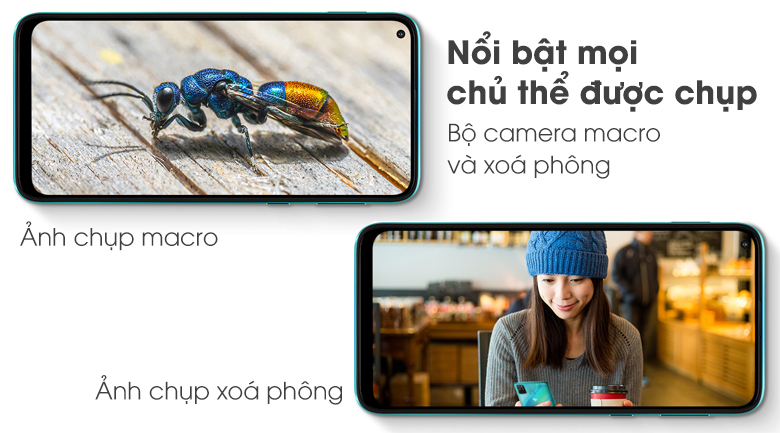 Nổi bật mọi
chủ thể được chụp
Bộ camera macro
và xoá phông
Ảnh chụp macro
Ảnh chụp xoá phông